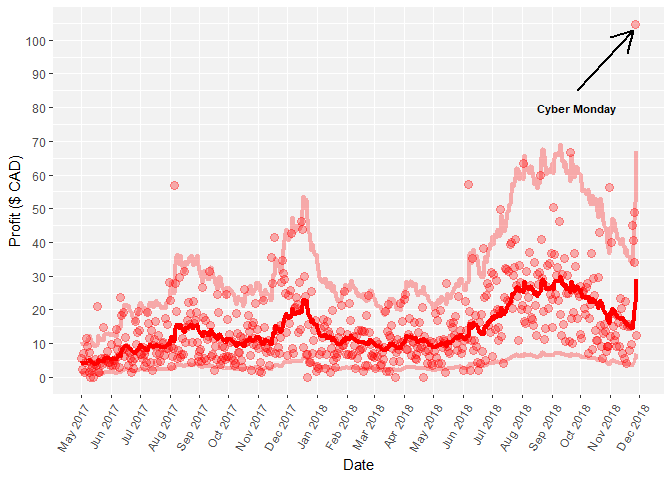 Profit ($ CAD)
100
90
80
70
60
50
40
30
20
10
0
Cyber Monday
May 2017
Jun 2017
Jul 2017
Aug 2017
Sep 2017
Oct 2017
Nov 2017
Dec 2017
Jan 2018
Feb 2018
Mar 2018
Apr 2018
May 2018
Jun 2018
Jul 2018
Aug 2018
Sep 2018
Oct 2018
Nov 2018
Dec 2018
Date